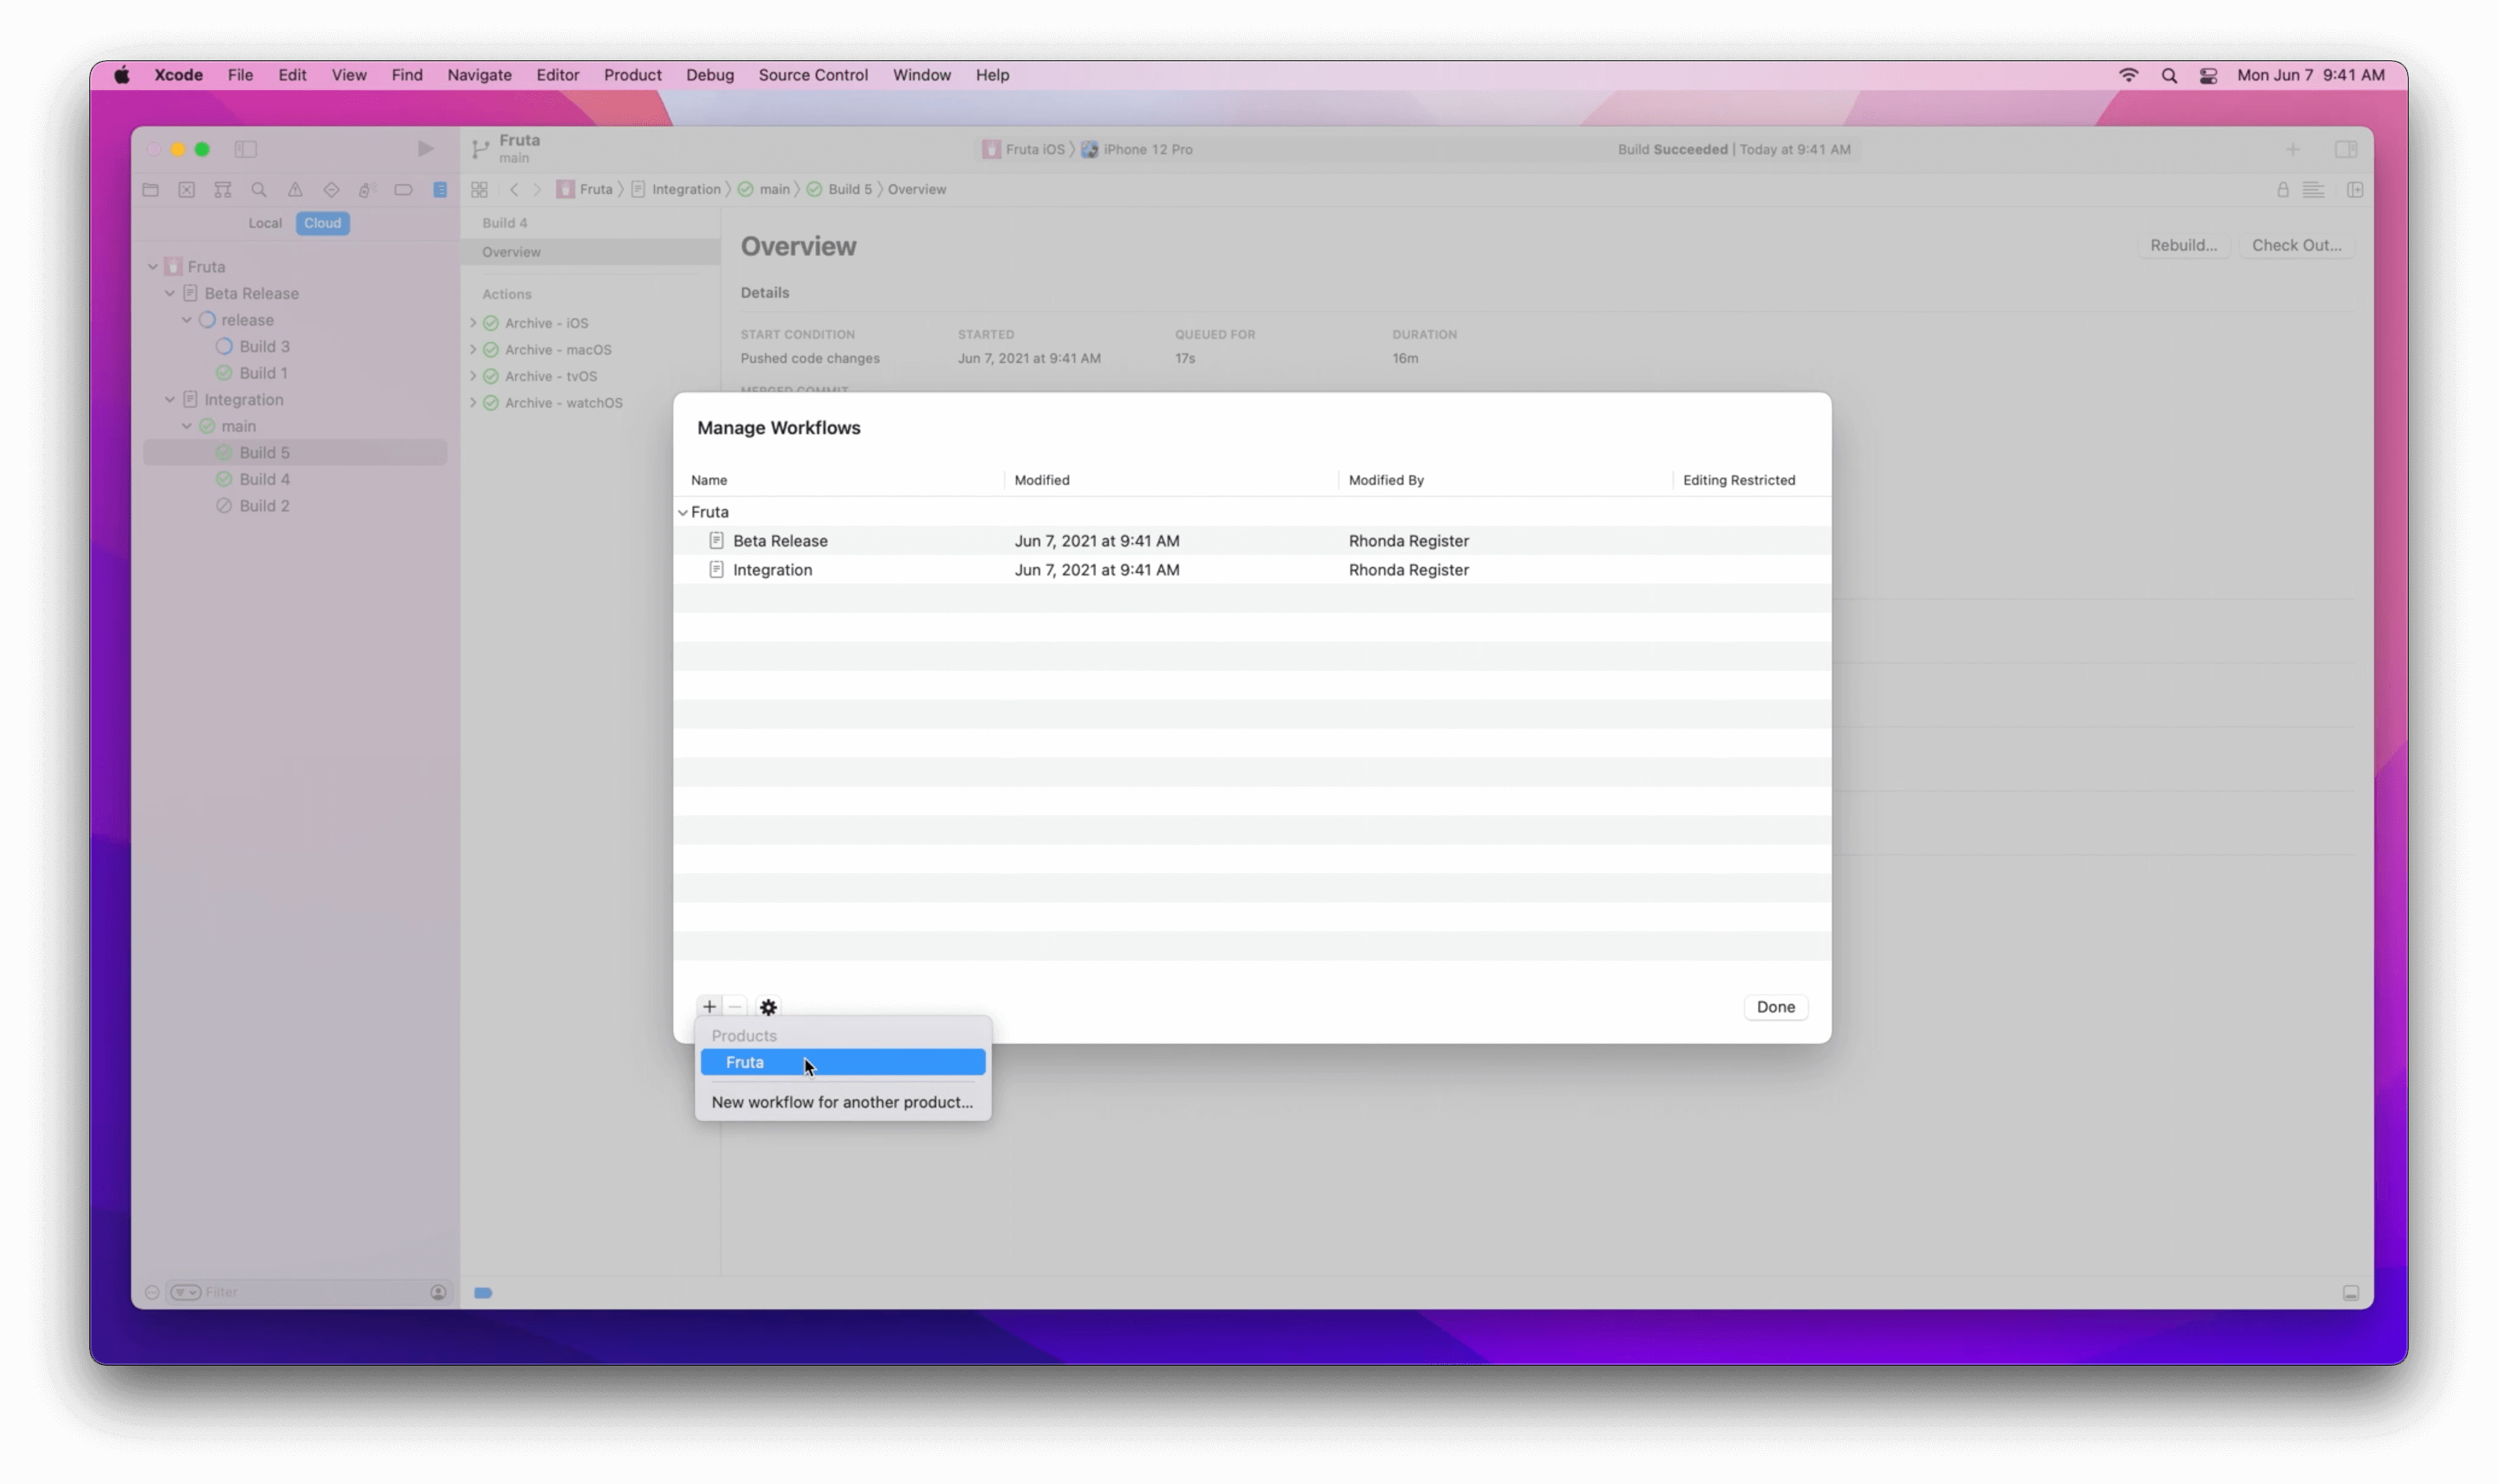 Xcode File Edit View Find Navigate Editor Product Debug Source Control Window Help Mon Jun 7 9:41 AM
Fruta
main
Fruta iOS iPhone 12 Pro
Build Succeeded | Today at 9:41 AM
Fruta Integration main Build 5 Overview
Local Cloud
Fruta
Beta Release
release
Build 3
Build 1
Integration
main
Build 5
Build 4
Build 2
Filter
Build 4
Overview
Actions
Archive - iOS
Archive - macOS
Archive - tvOS
Archive - watchOS
Overview
Rebuild... Check Out...
Details
START CONDITION STARTED QUEUED FOR DURATION
Pushed code changes Jun 7, 2021 at 9:41 AM 17s 16m
MERGED COMMIT
Manage Workflows
Name Modified Modified By Editing Restricted
Fruta
Beta Release Jun 7, 2021 at 9:41 AM Rhonda Register
Integration Jun 7, 2021 at 9:41 AM Rhonda Register
Done
Products
Fruta
New workflow for another product...